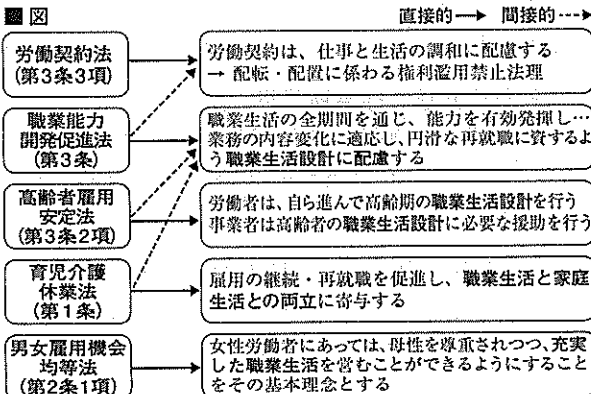 ■図
直接的→ 間接的⇢
労働契約法
(第3条3項)
労働契約は、仕事と生活の調和に配慮する
→ 配転・配置に係わる権利濫用禁止法理
職業能力
開発促進法
(第3条)
職業生活の全期間を通じ、能力を有効発揮し…
業務の内容変化に適応し、円滑な再就職に資するよ
う職業生活設計に配慮する
高齢者雇用
安定法
(第3条2項)
労働者は、自ら進んで高齢期の職業生活設計を行う
事業者は高齢者の職業生活設計に必要な援助を行う
育児介護
休業法
(第1条)
雇用の継続・再就職を促進し、職業生活と家庭
生活との両立に寄与する
男女雇用機会
均等法
(第2条1項)
女性労働者にあっては、母性を尊重されつつ、充実
した職業生活を営むことができるようにすること
をその基本理念とする